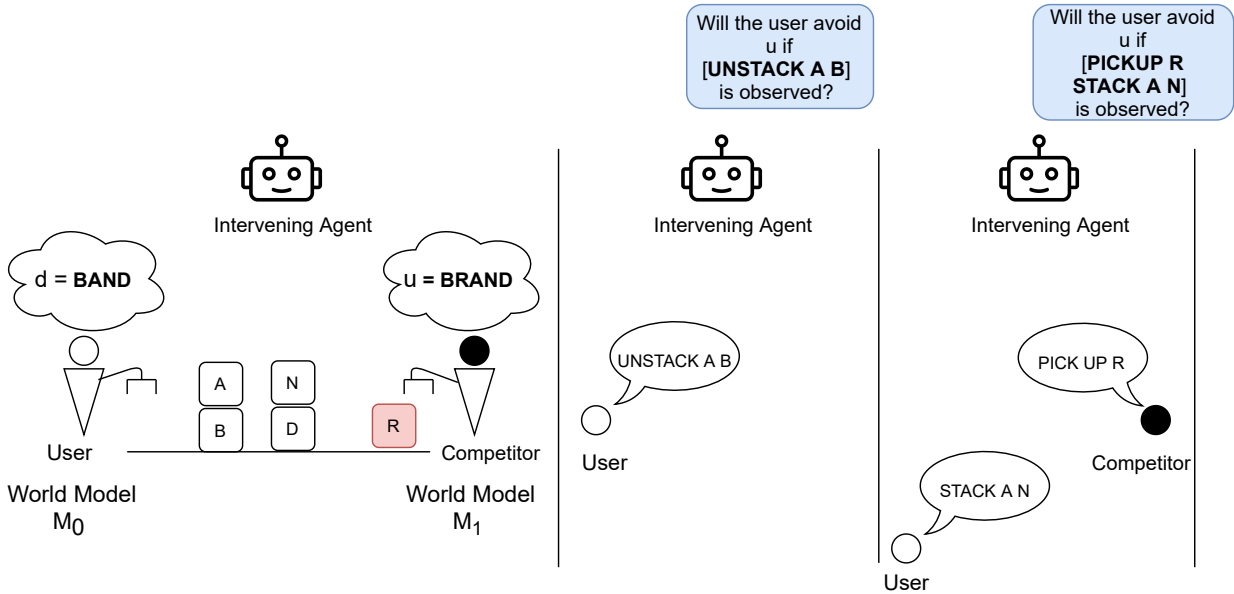 Will the user avoid
u if
[UNSTACK A B]
is observed?
Will the user avoid
u if
[PICKUP R
STACK A N]
is observed?
Intervening Agent
Intervening Agent
Intervening Agent
d = BAND
u = BRAND
A
N
B
D
R
User
Competitor
World Model
M0
World Model
M1
UNSTACK A B
User
PICK UP R
Competitor
STACK A N
User